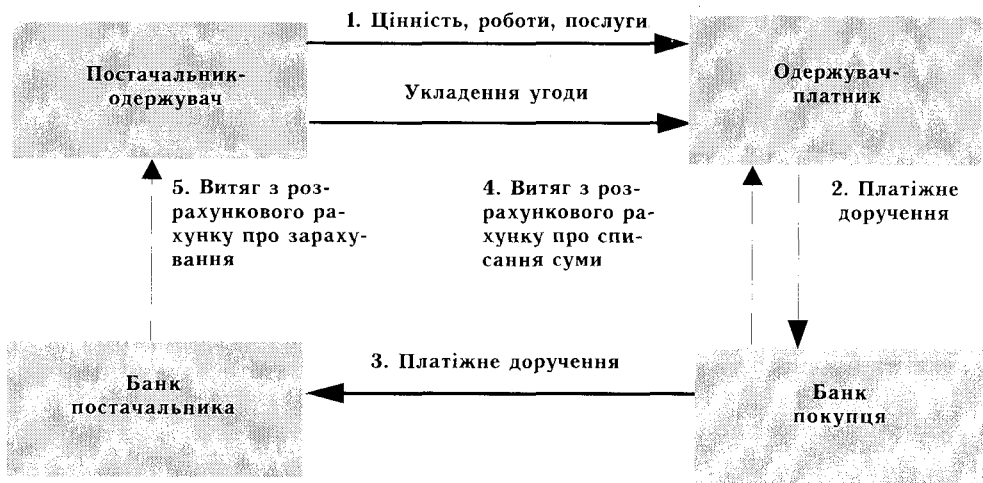 1. Цінність, роботи, послуги
Постачальник-
одержувач
Одержувач-
платник
Укладення угоди
5. Витяг з роз-
рахункового ра-
хунку про зараху-
вання
4. Витяг з роз-
рахункового ра-
хунку про спи-
сання суми
2. Платіжне
доручення
3. Платіжне доручення
Банк
постачальника
Банк
покупця